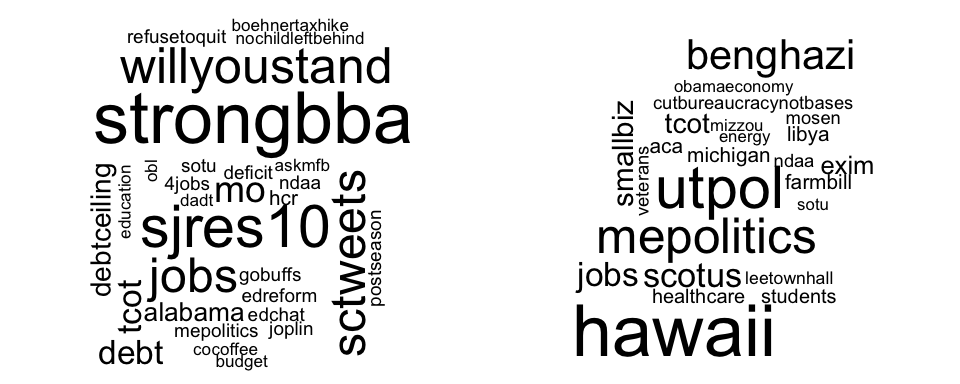 boehnertaxhike
refusetoquit
nochildleftbehind
willyoustand
strongbba
debtceiling
education
obl
sotu
deficit
askmfb
4jobs
mo
ndaa
dadt
hcr
sjres10
sctweets
postseason
jobs
gobuffs
edreform
tcot
alabama
edchat
mepolitics
joplin
debt
cocoffee
budget
benghazi
obamaeconomy
cutbureaucracynotbases
smallbiz
tcot
mizzou
mosen
energy
libya
aca
michigan
ndaa
exim
veterans
utpol
farmbill
sotu
mepolitics
jobs
scotus
leetownhall
healthcare
students
hawaii